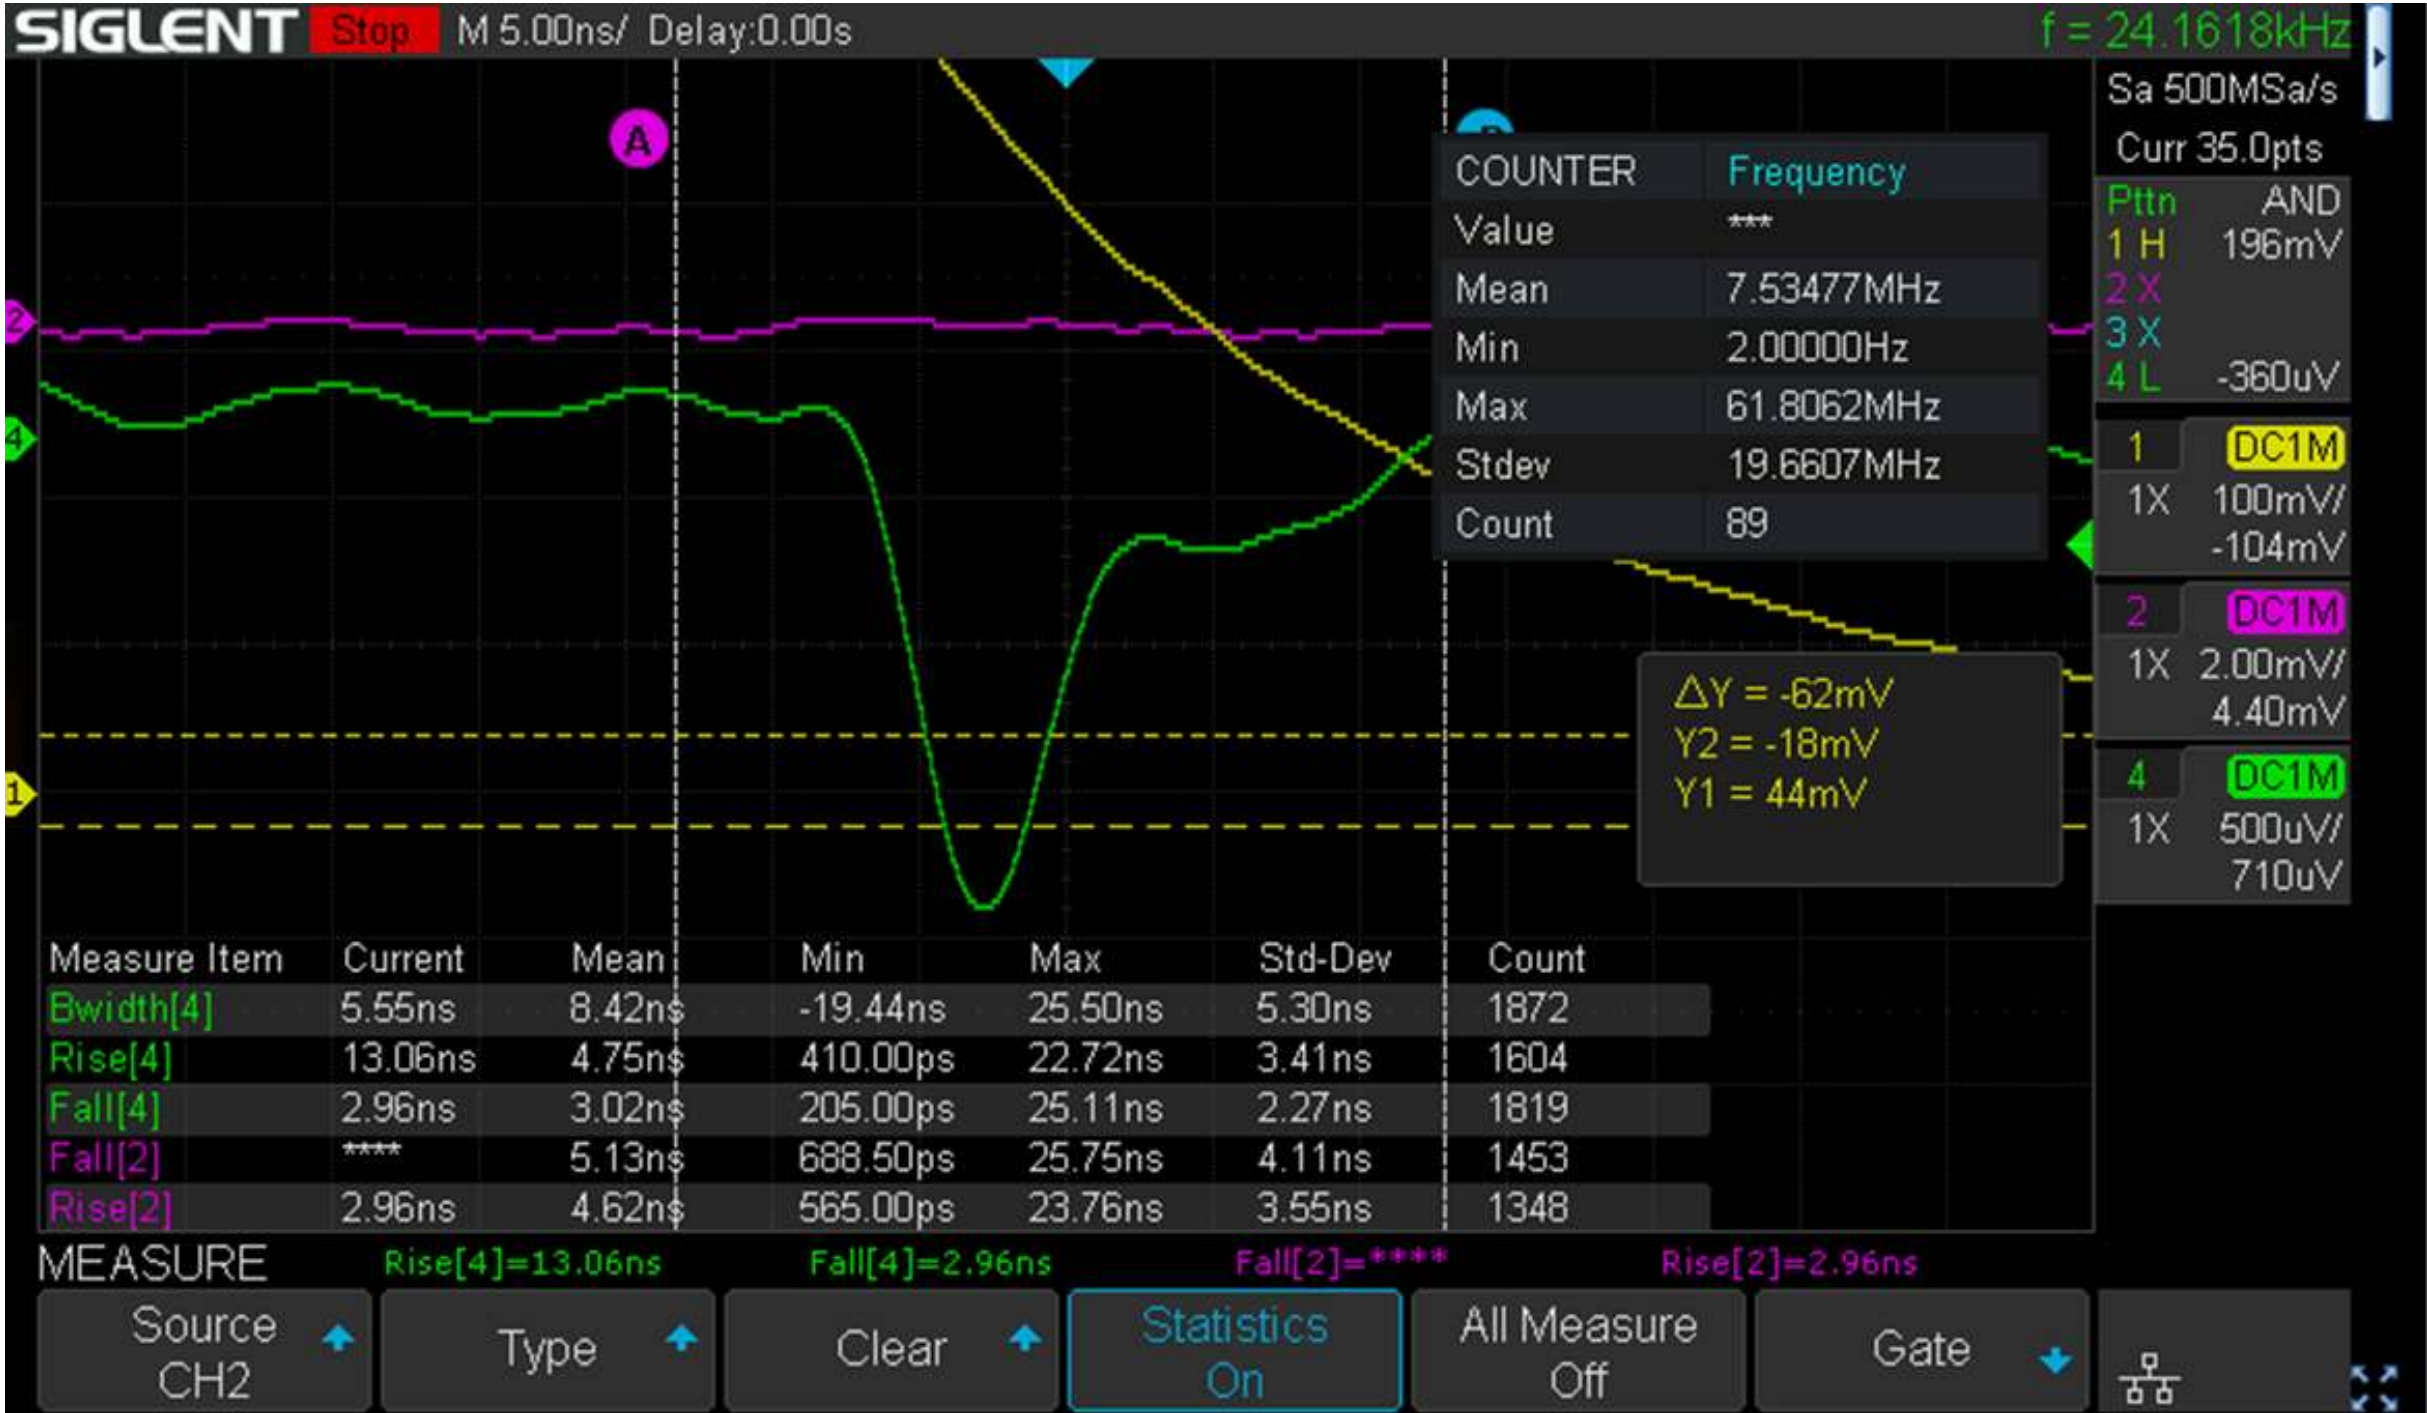 SIGLENT Stop M 5.00ns/ Delay:0.00s f = 24.1618kHz
Sa 500MSa/s
Curr 35.0pts
A
COUNTER Frequency
Value ***
Mean 7.53477MHz
Min 2.00000Hz
Max 61.8062MHz
Stdev 19.6607MHz
Count 89
Pttn AND
1 H 196mV
2 X
3 X
4 L -360uV
2
4
1
1 DC1M
1X 100mV/
-104mV
2 DC1M
1X 2.00mV/
4.40mV
4 DC1M
1X 500uV/
710uV
ΔY = -62mV
Y2 = -18mV
Y1 = 44mV
Measure Item Current Mean Min Max Std-Dev Count
Bwidth[4] 5.55ns 8.42ns -19.44ns 25.50ns 5.30ns 1872
Rise[4] 13.06ns 4.75ns 410.00ps 22.72ns 3.41ns 1604
Fall[4] 2.96ns 3.02ns 205.00ps 25.11ns 2.27ns 1819
Fall[2] **** 5.13ns 688.50ps 25.75ns 4.11ns 1453
Rise[2] 2.96ns 4.62ns 565.00ps 23.76ns 3.55ns 1348
MEASURE Rise[4]=13.06ns Fall[4]=2.96ns Fall[2]=**** Rise[2]=2.96ns
Source
CH2
Type
Clear
Statistics
On
All Measure
Off
Gate